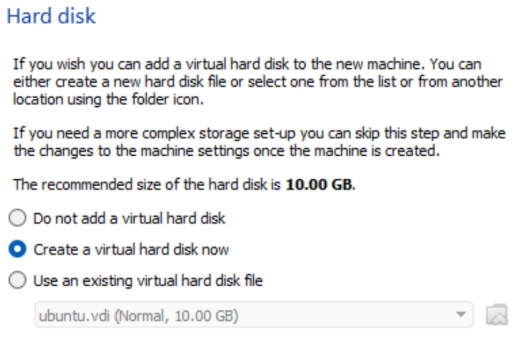 Hard disk
If you wish you can add a virtual hard disk to the new machine. You can
either create a new hard disk file or select one from the list or from another
location using the folder icon.
If you need a more complex storage set-up you can skip this step and make
the changes to the machine settings once the machine is created.
The recommended size of the hard disk is 10.00 GB.
Do not add a virtual hard disk
Create a virtual hard disk now
Use an existing virtual hard disk file
ubuntu.vdi (Normal, 10.00 GB)